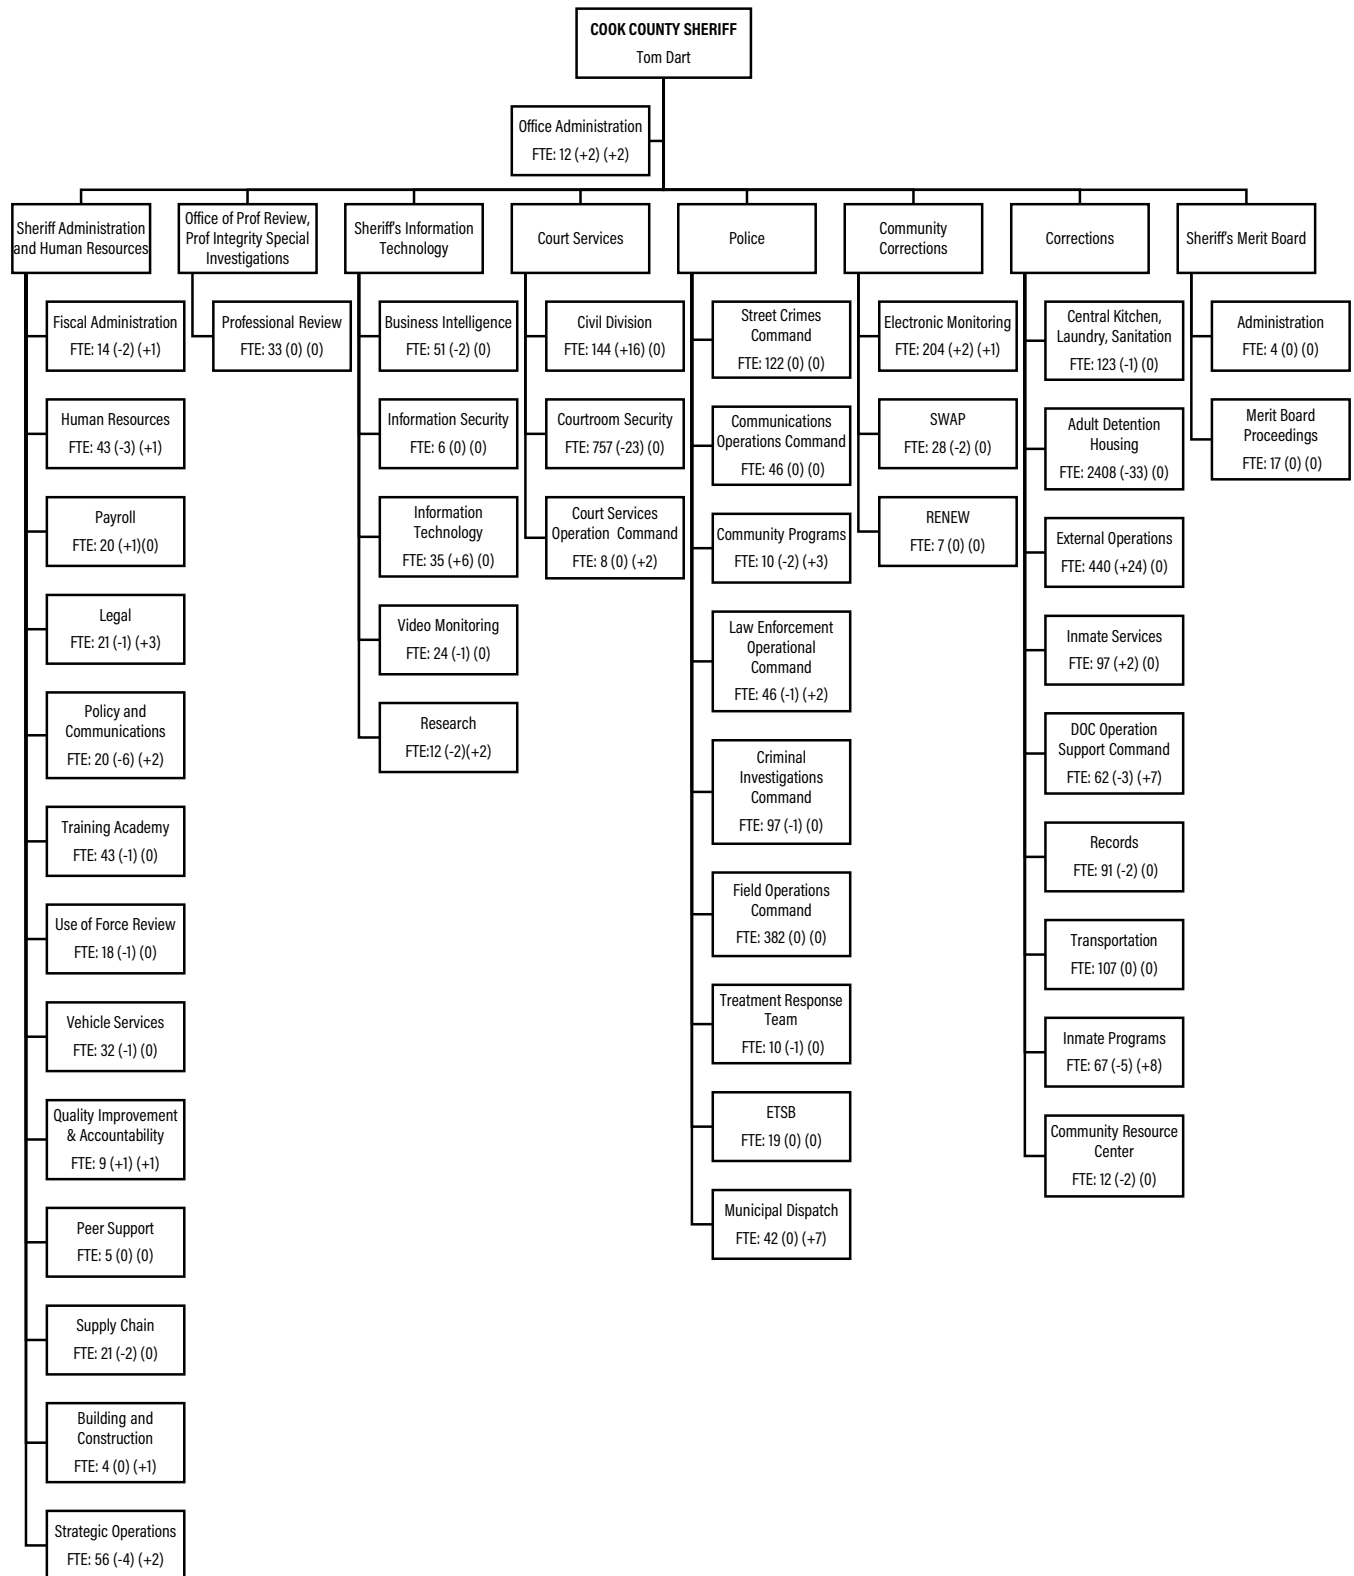 COOK COUNTY SHERIFF
Tom Dart
Office Administration
FTE: 12 (+2) (+2)
Sheriff Administration
and Human Resources
Fiscal Administration
FTE: 14 (-2) (+1)
Human Resources
FTE: 43 (-3) (+1)
Payroll
FTE: 20 (+1)(0)
Legal
FTE: 21 (-1) (+3)
Policy and
Communications
FTE: 20 (-6) (+2)
Training Academy
FTE: 43 (-1) (0)
Use of Force Review
FTE: 18 (-1) (0)
Vehicle Services
FTE: 32 (-1) (0)
Quality Improvement
& Accountability
FTE: 9 (+1) (+1)
Peer Support
FTE: 5 (0) (0)
Supply Chain
FTE: 21 (-2) (0)
Building and
Construction
FTE: 4 (0) (+1)
Strategic Operations
FTE: 56 (-4) (+2)
Office of Prof Review,
Prof Integrity Special
Investigations
Professional Review
FTE: 33 (0) (0)
Sheriff's Information
Technology
Business Intelligence
FTE: 51 (-2) (0)
Information Security
FTE: 6 (0) (0)
Information
Technology
FTE: 35 (+6) (0)
Video Monitoring
FTE: 24 (-1) (0)
Research
FTE:12 (-2)(+2)
Court Services
Civil Division
FTE: 144 (+16) (0)
Courtroom Security
FTE: 757 (-23) (0)
Court Services
Operation Command
FTE: 8 (0) (+2)
Police
Street Crimes
Command
FTE: 122 (0) (0)
Communications
Operations Command
FTE: 46 (0) (0)
Community Programs
FTE: 10 (-2) (+3)
Law Enforcement
Operational
Command
FTE: 46 (-1) (+2)
Criminal
Investigations
Command
FTE: 97 (-1) (0)
Field Operations
Command
FTE: 382 (0) (0)
Treatment Response
Team
FTE: 10 (-1) (0)
ETSB
FTE: 19 (0) (0)
Municipal Dispatch
FTE: 42 (0) (+7)
Community
Corrections
Electronic Monitoring
FTE: 204 (+2) (+1)
SWAP
FTE: 28 (-2) (0)
RENEW
FTE: 7 (0) (0)
Corrections
Central Kitchen,
Laundry, Sanitation
FTE: 123 (-1) (0)
Adult Detention
Housing
FTE: 2408 (-33) (0)
External Operations
FTE: 440 (+24) (0)
Inmate Services
FTE: 97 (+2) (0)
DOC Operation
Support Command
FTE: 62 (-3) (+7)
Records
FTE: 91 (-2) (0)
Transportation
FTE: 107 (0) (0)
Inmate Programs
FTE: 67 (-5) (+8)
Community Resource
Center
FTE: 12 (-2) (0)
Sheriff's Merit Board
Administration
FTE: 4 (0) (0)
Merit Board
Proceedings
FTE: 17 (0) (0)